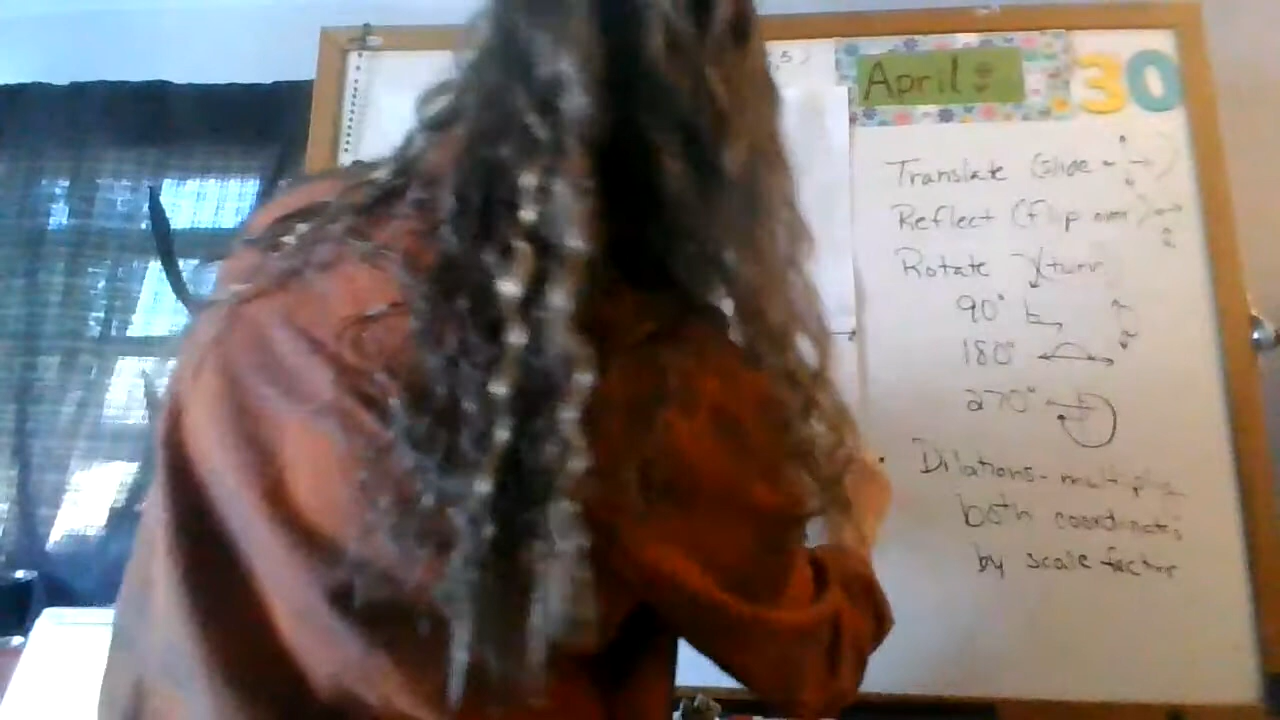 ,5)
April 30
Translate (slide
Reflect (Flip over)
Rotate (turn
90°
180°
270°
Dilations - multiply
both coordinates
by scale factor